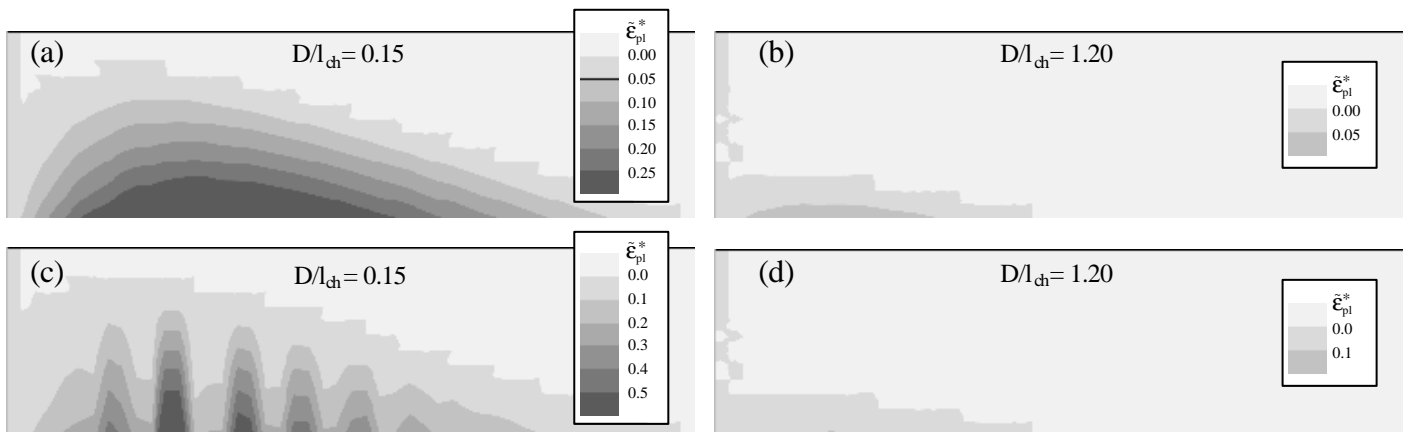 (a)
D/l_ch = 0.15
ε̃*_pl
0.00
0.05
0.10
0.15
0.20
0.25
(b)
D/l_ch = 1.20
ε̃*_pl
0.00
0.05
(c)
D/l_ch = 0.15
ε̃*_pl
0.0
0.1
0.2
0.3
0.4
0.5
(d)
D/l_ch = 1.20
ε̃*_pl
0.0
0.1